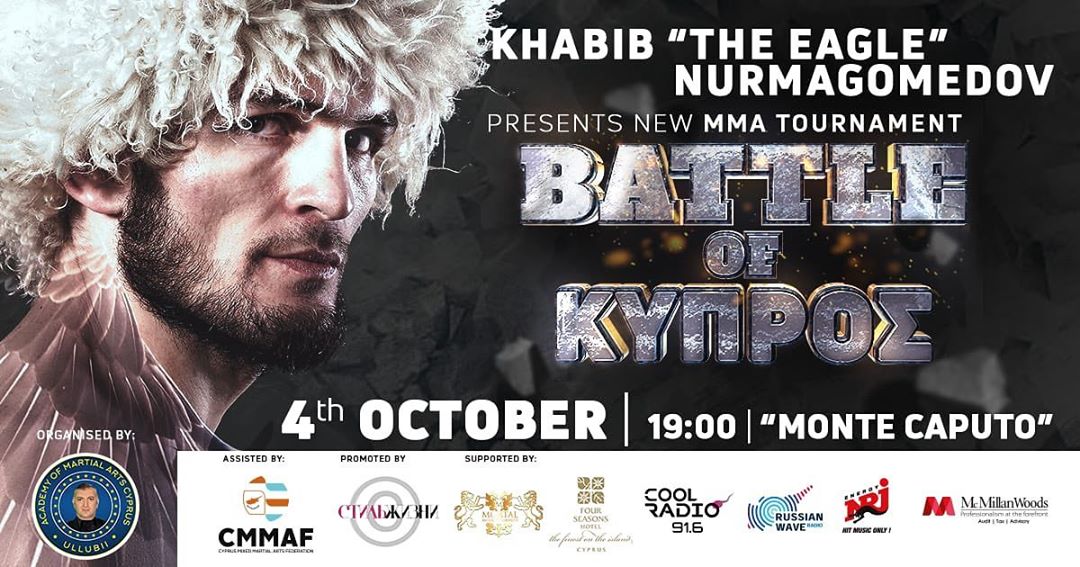 KHABIB “THE EAGLE”
NURMAGOMEDOV
PRESENTS NEW MMA TOURNAMENT
BATTLE
OF
ΚΥΠΡΟΣ
4th OCTOBER | 19:00 | “MONTE CAPUTO”
ORGANISED BY:
ACADEMY OF MARTIAL ARTS CYPRUS
ULLUBII
ASSISTED BY:
CMMAF
CYPRUS MIXED MARTIAL ARTS FEDERATION
PROMOTED BY
СТИЛЬ ЖИЗНИ
SUPPORTED BY:
FOUR
SEASONS
HOTEL
the finest on the island
CYPRUS
COOL
RADIO
91.6
RUSSIAN
WAVE RADIO
ENERGY
NRJ
HIT MUSIC ONLY !
M McMillanWoods
Professionalism at the forefront
Audit | Tax | Advisory